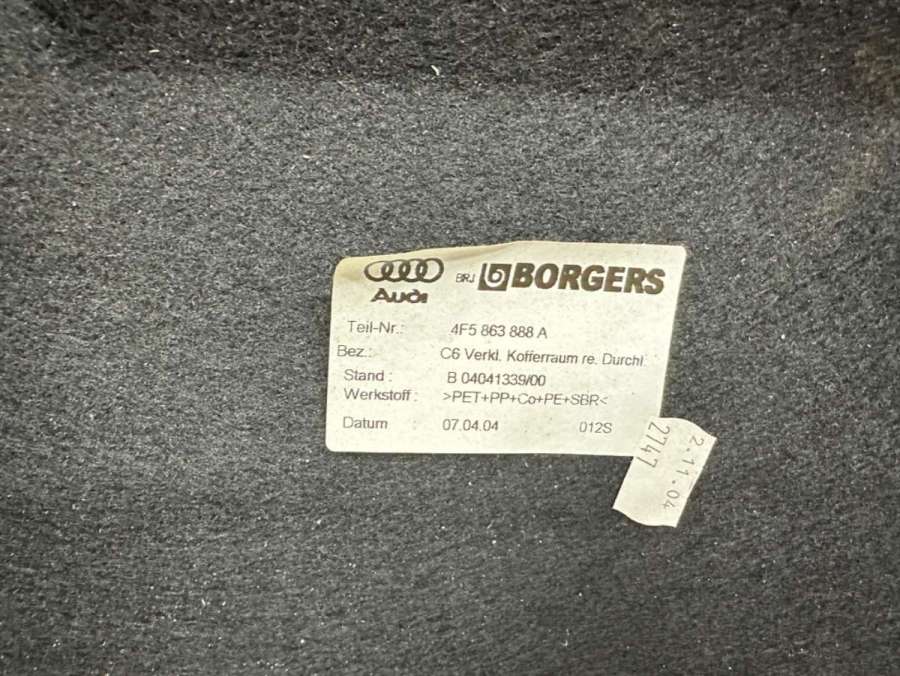 Audi BRJ b BORGERS
Teil-Nr.: 4F5 863 888 A
Bez.: C6 Verkl. Kofferraum re. Durchl
Stand : B 04041339/00
Werkstoff : >PET+PP+Co+PE+SBR<
Datum : 07.04.04 012S
2.11.04
2747